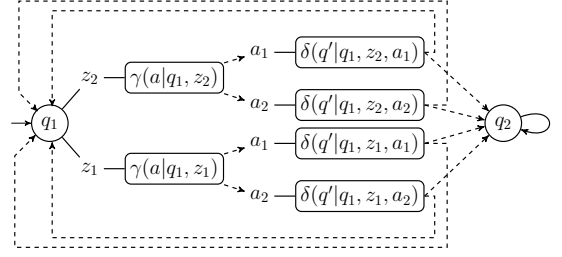 a₁ δ(q′|q₁, z₂, a₁)
z₂ γ(a|q₁, z₂)
a₂ δ(q′|q₁, z₂, a₂)
q₁ q₂
a₁ δ(q′|q₁, z₁, a₁)
z₁ γ(a|q₁, z₁)
a₂ δ(q′|q₁, z₁, a₂)